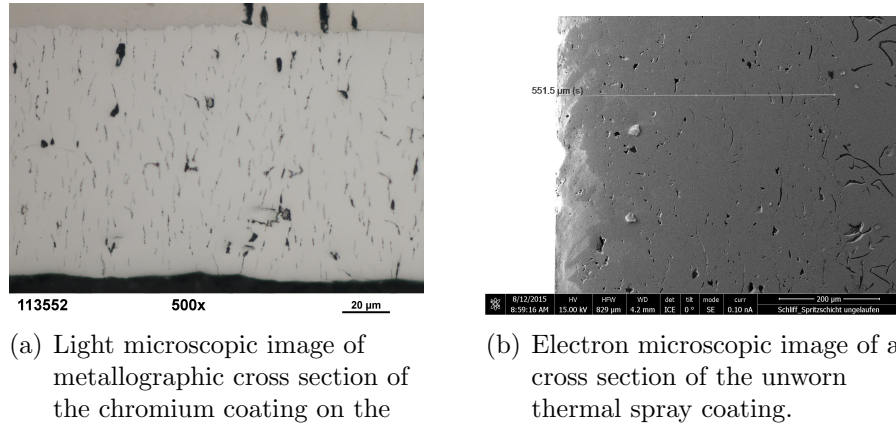 113552 500x 20 µm
(a) Light microscopic image of
metallographic cross section of
the chromium coating on the
551.5 µm (s)
8/12/2015 HV HFW WD det tilt mode curr 200 µm
8:59:16 AM 15.00 kV 829 µm 4.2 mm ICE 0 ° SE 0.10 nA Schliff_Spritzschicht ungelaufen
(b) Electron microscopic image of a
cross section of the unworn
thermal spray coating.